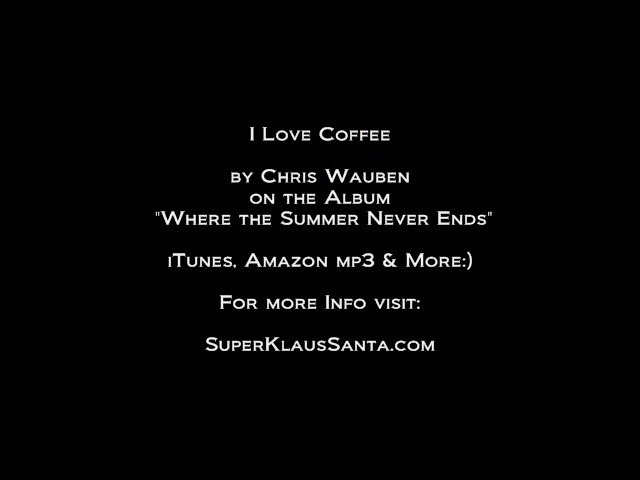 I Love Coffee
by Chris Wauben
on the Album
"Where the Summer Never Ends"
iTunes, Amazon mp3 & More:)
For more Info visit:
SuperKlausSanta.com